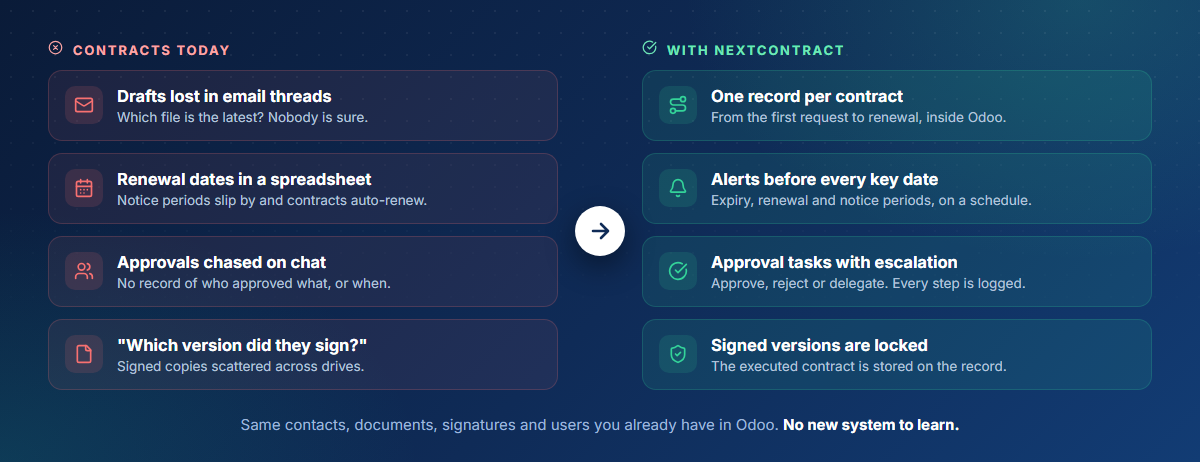 CONTRACTS TODAY
Drafts lost in email threads
Which file is the latest? Nobody is sure.
Renewal dates in a spreadsheet
Notice periods slip by and contracts auto-renew.
Approvals chased on chat
No record of who approved what, or when.
"Which version did they sign?"
Signed copies scattered across drives.
WITH NEXTCONTRACT
One record per contract
From the first request to renewal, inside Odoo.
Alerts before every key date
Expiry, renewal and notice periods, on a schedule.
Approval tasks with escalation
Approve, reject or delegate. Every step is logged.
Signed versions are locked
The executed contract is stored on the record.
Same contacts, documents, signatures and users you already have in Odoo. No new system to learn.